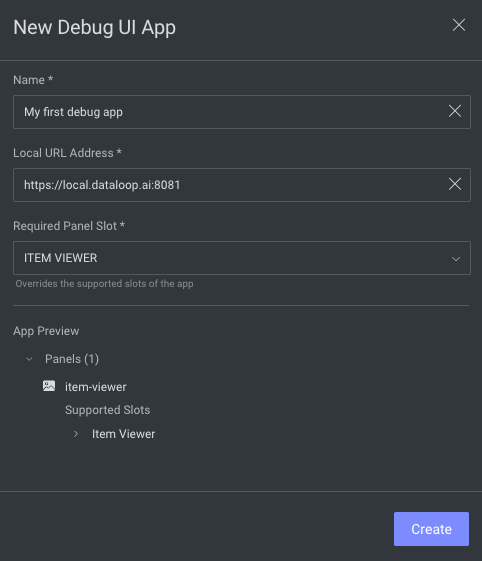 New Debug UI App
Name *
My first debug app
Local URL Address *
https://local.dataloop.ai:8081
Required Panel Slot *
ITEM VIEWER
Overrides the supported slots of the app
App Preview
Panels (1)
item-viewer
Supported Slots
Item Viewer
Create